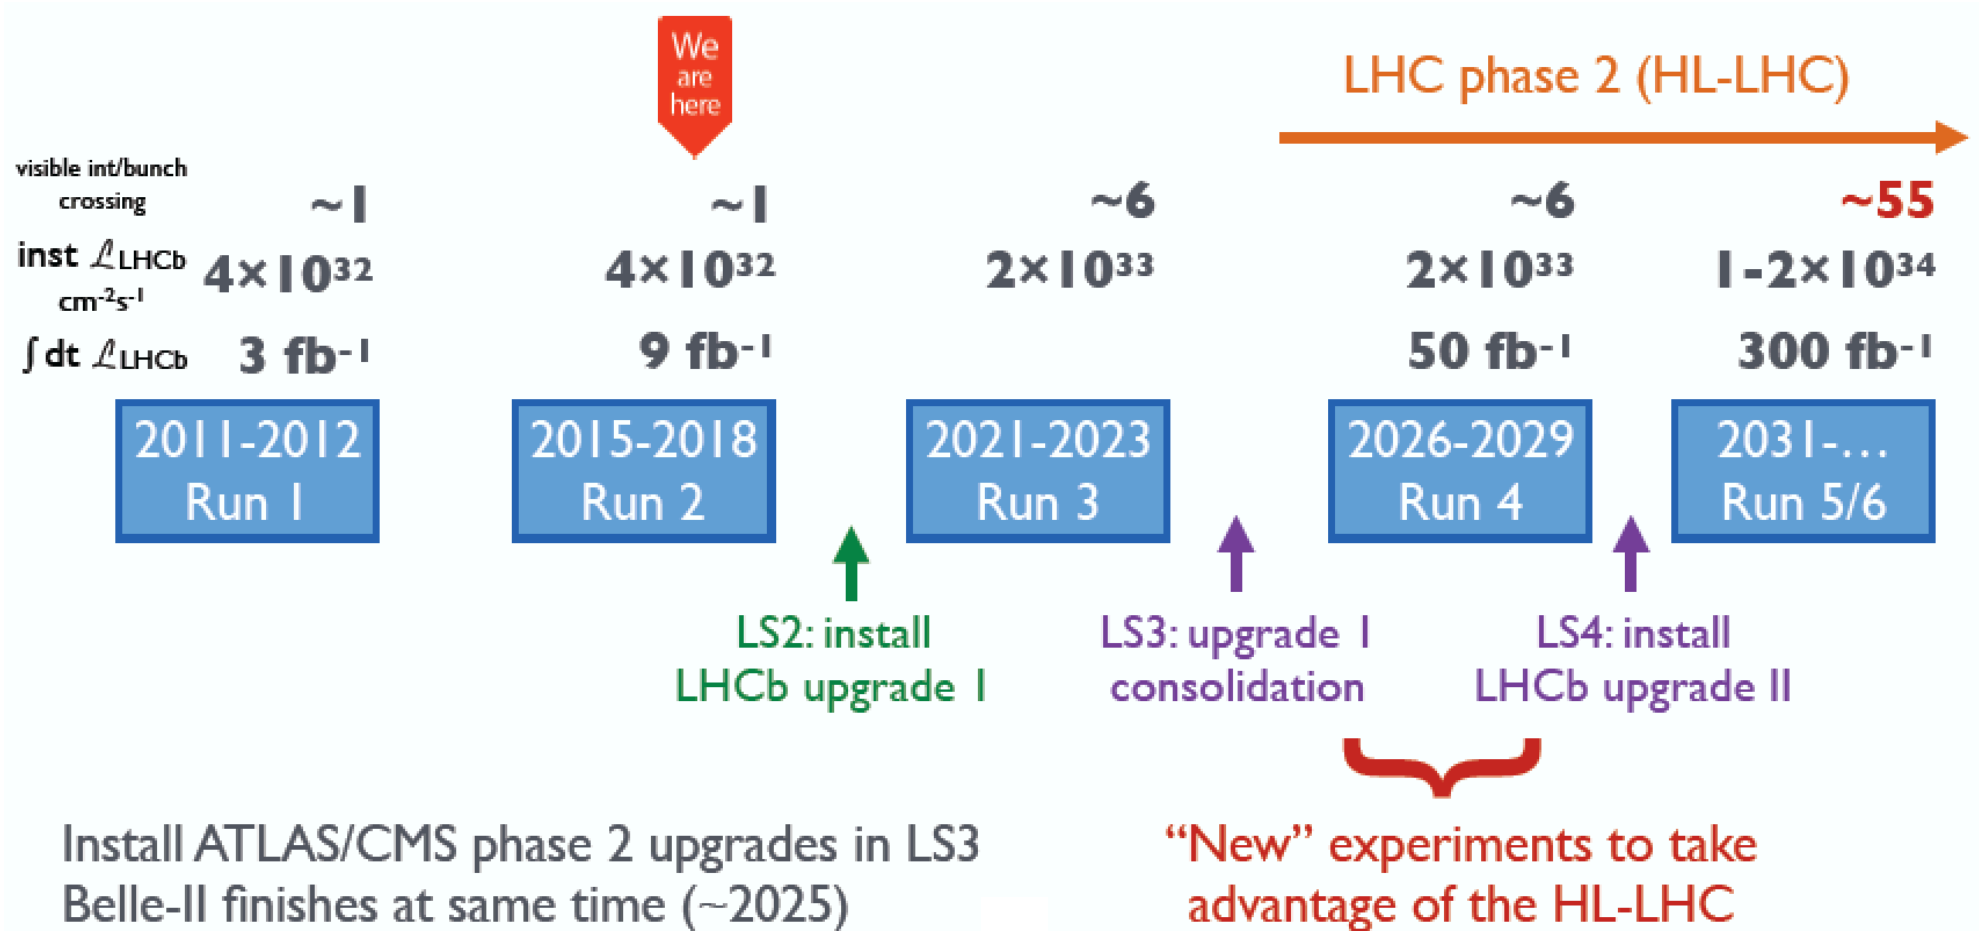 We
are
here
LHC phase 2 (HL-LHC)
visible int/bunch
crossing
~1
~1
~6
~6
~55
inst ℒLHCb
cm⁻²s⁻¹
4×10³²
4×10³²
2×10³³
2×10³³
1-2×10³⁴
∫dt ℒLHCb
3 fb⁻¹
9 fb⁻¹
50 fb⁻¹
300 fb⁻¹
2011-2012
Run 1
2015-2018
Run 2
2021-2023
Run 3
2026-2029
Run 4
2031-...
Run 5/6
LS2: install
LHCb upgrade 1
LS3: upgrade 1
consolidation
LS4: install
LHCb upgrade II
Install ATLAS/CMS phase 2 upgrades in LS3
Belle-II finishes at same time (~2025)
“New” experiments to take
advantage of the HL-LHC